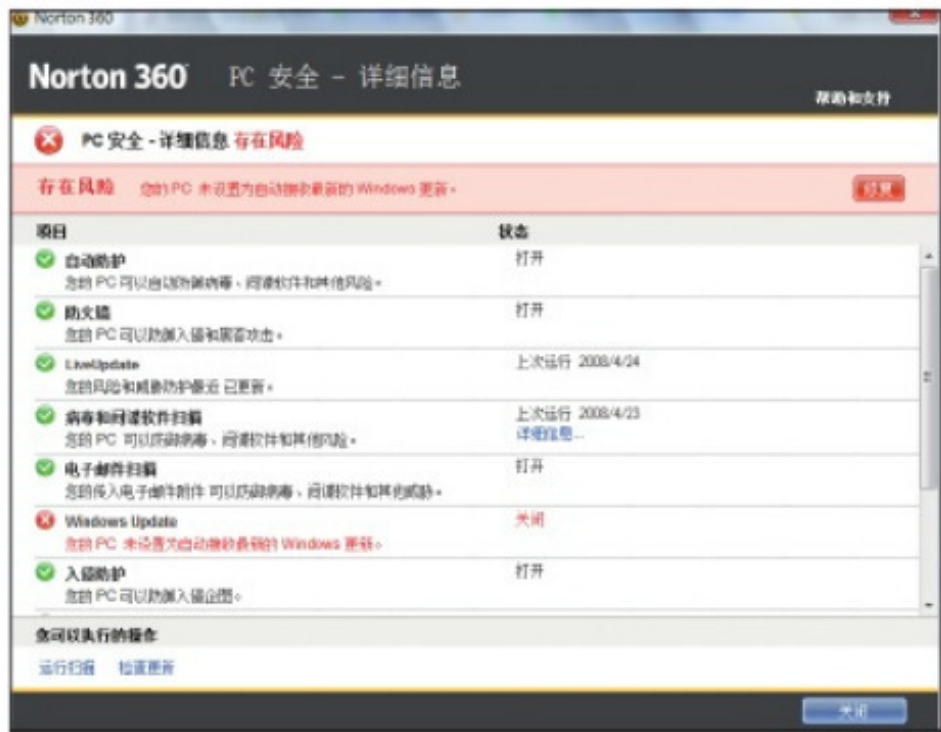 Norton 360
Norton 360 PC 安全 - 详细信息
帮助和支持
PC 安全 - 详细信息 存在风险
存在风险 您的 PC 未设置为自动接收最新的 Windows 更新。
修复
项目 状态
自动防护 打开
您的 PC 可以自动防御病毒、间谍软件和其他风险。
防火墙 打开
您的 PC 可以防御入侵和黑客攻击。
LiveUpdate 上次运行 2008/4/24
您的风险和威胁防护最近 已更新。
病毒和间谍软件扫描 上次运行 2008/4/23
您的 PC 可以防御病毒、间谍软件和其他风险。 详细信息...
电子邮件扫描 打开
您的传入电子邮件附件 可以防御病毒、间谍软件和其他威胁。
Windows Update 关闭
您的 PC 未设置为自动接收最新的 Windows 更新。
入侵防护 打开
您的 PC 可以防御入侵企图。
您可以执行的操作
运行扫描 检查更新
关闭